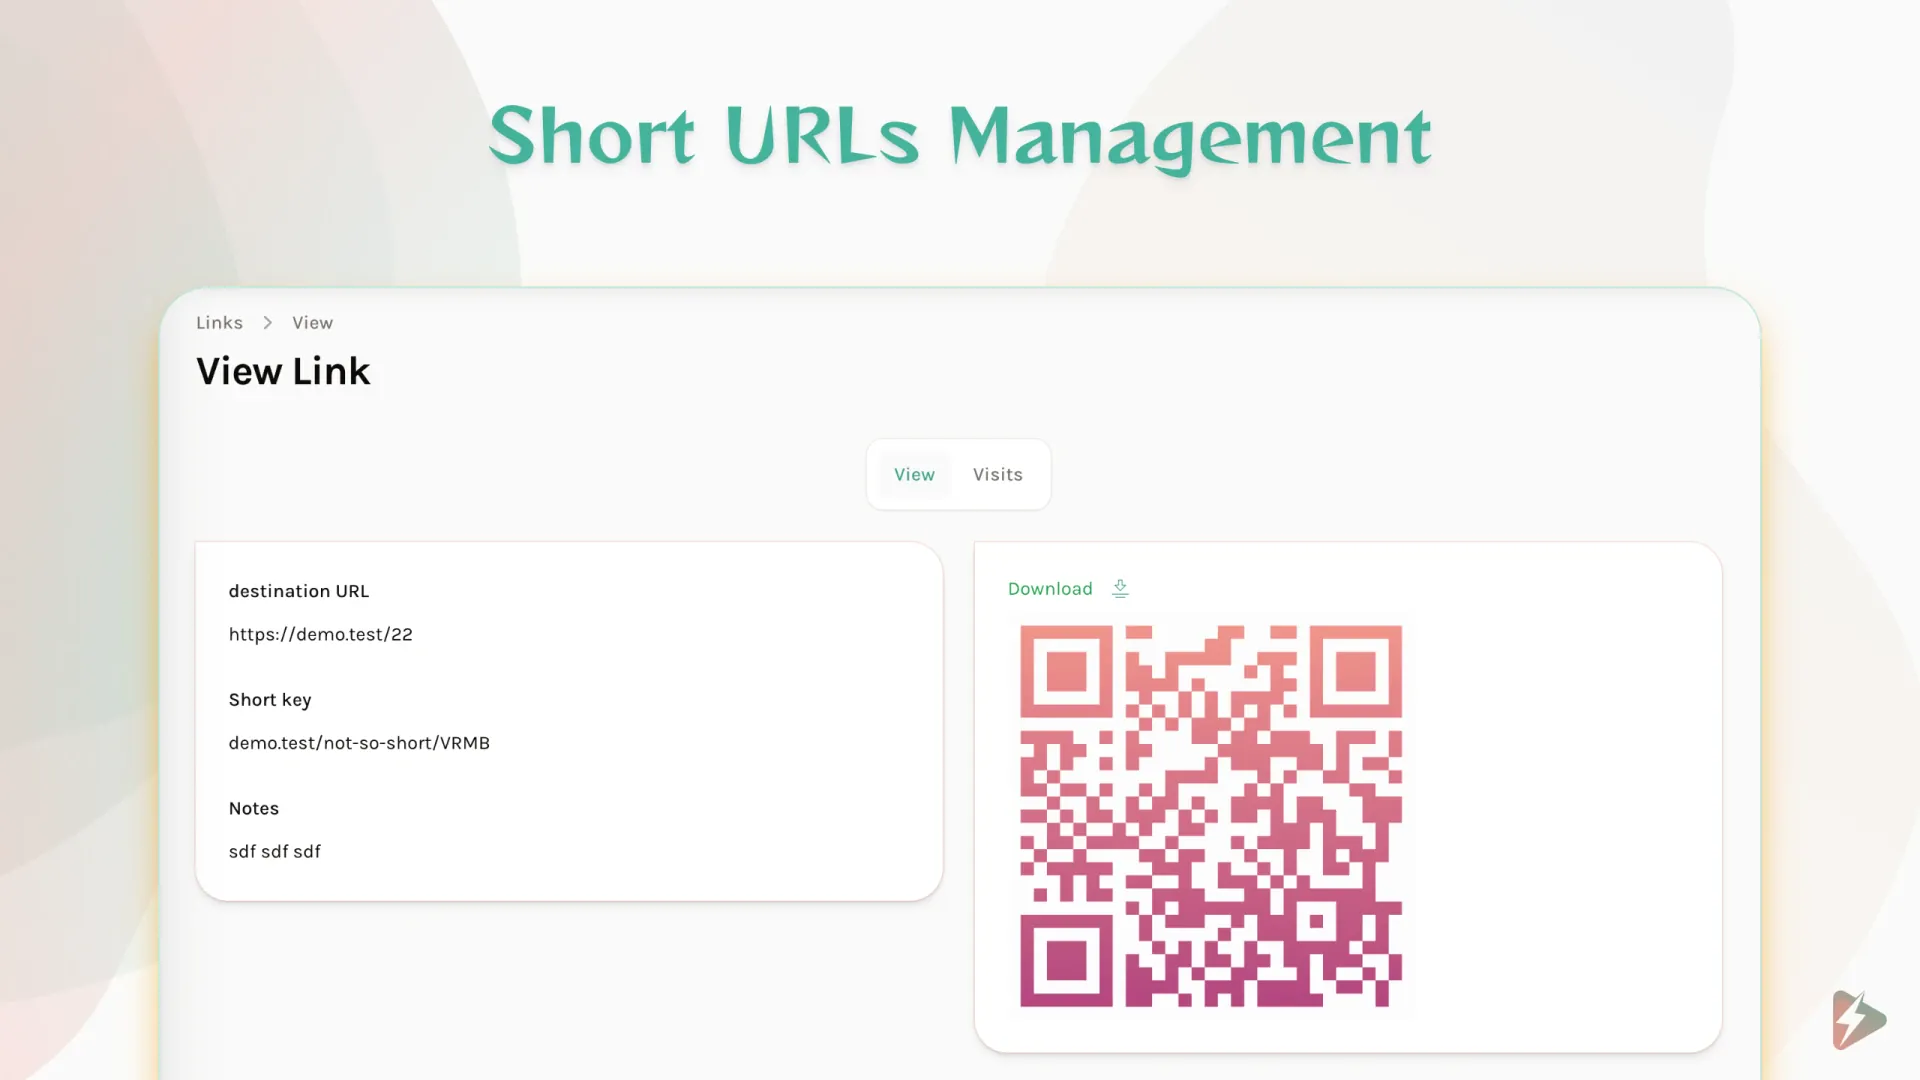 Short URLs Management
Links > View
View Link
View Visits
destination URL
https://demo.test/22
Short key
demo.test/not-so-short/VRMB
Notes
sdf sdf sdf
Download